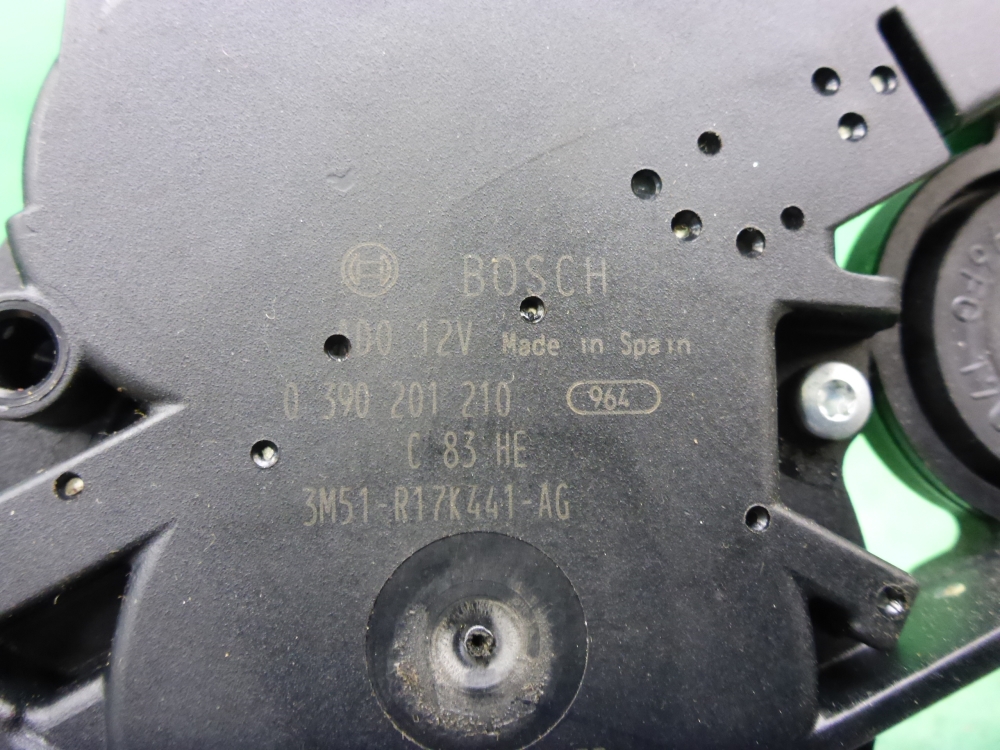 BOSCH
12V Made in Spain
0 390 201 210 964
C 83 HE
3M51-R17K441-AG